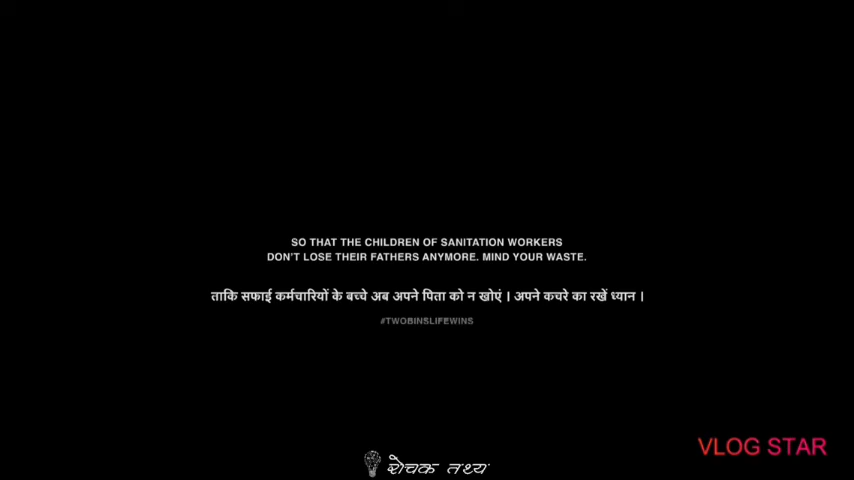 SO THAT THE CHILDREN OF SANITATION WORKERS
DON'T LOSE THEIR FATHERS ANYMORE. MIND YOUR WASTE.
ताकि सफाई कर्मचारियों के बच्चे अब अपने पिता को न खोएं । अपने कचरे का रखें ध्यान ।
#TWOBINSLIFEWINS
VLOG STAR
रोचक तथ्य